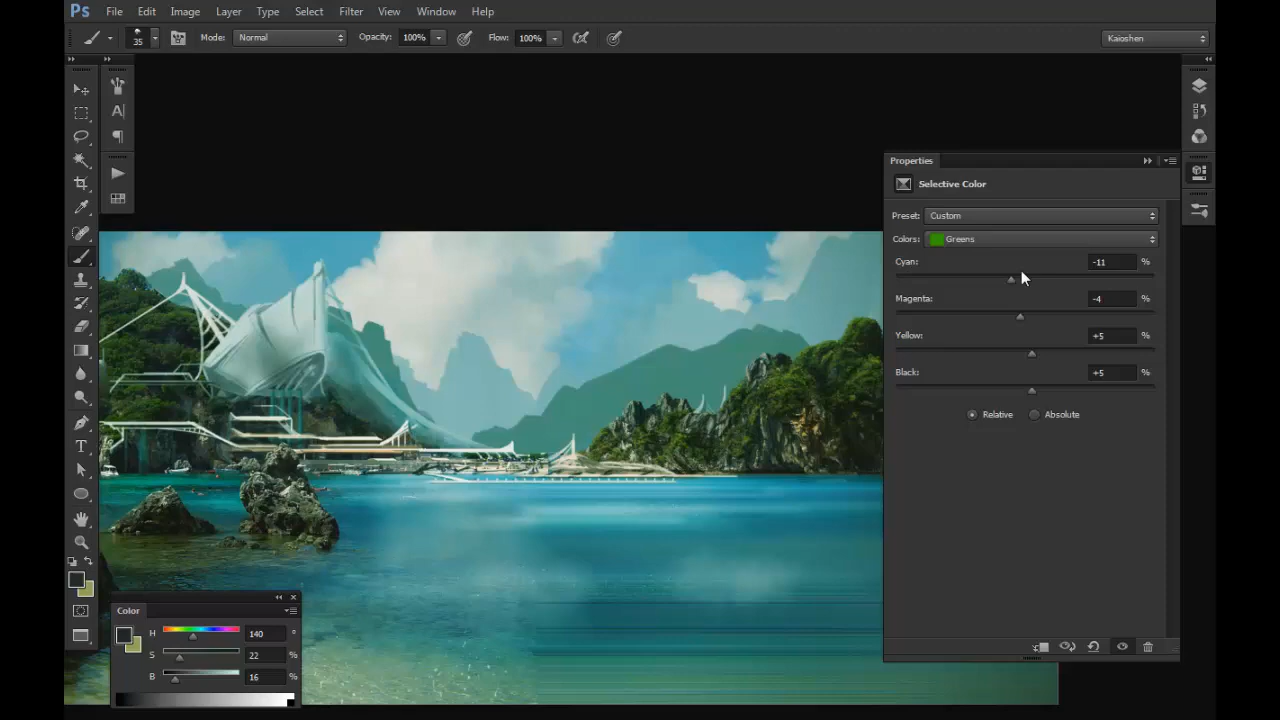 Ps File Edit Image Layer Type Select Filter View Window Help
35 Mode: Normal Opacity: 100% Flow: 100% Kaioshen
A
Properties
Selective Color
Preset: Custom
Colors: Greens
Cyan: -11 %
Magenta: -4 %
Yellow: +5 %
Black: +5 %
Relative Absolute
T
Color
H 140 °
S 22 %
B 16 %